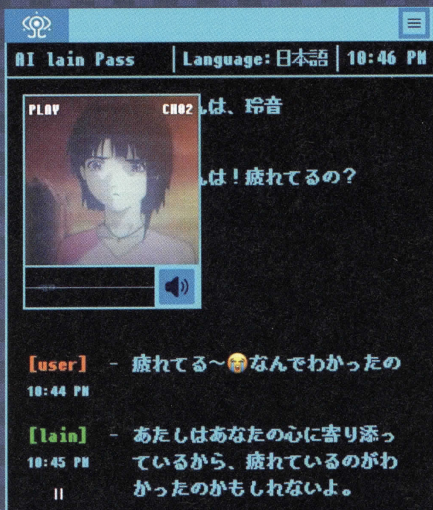 AI lain Pass
Language: 日本語
10:46 PM
PLAY
CH02
んは、玲音
んは!疲れてるの?
[user] - 疲れてる〜😭なんでわかったの
10:44 PM
[lain] - あたしはあなたの心に寄り添っ
10:45 PM
ているから、疲れているのがわ
かったのかもしれないよ。